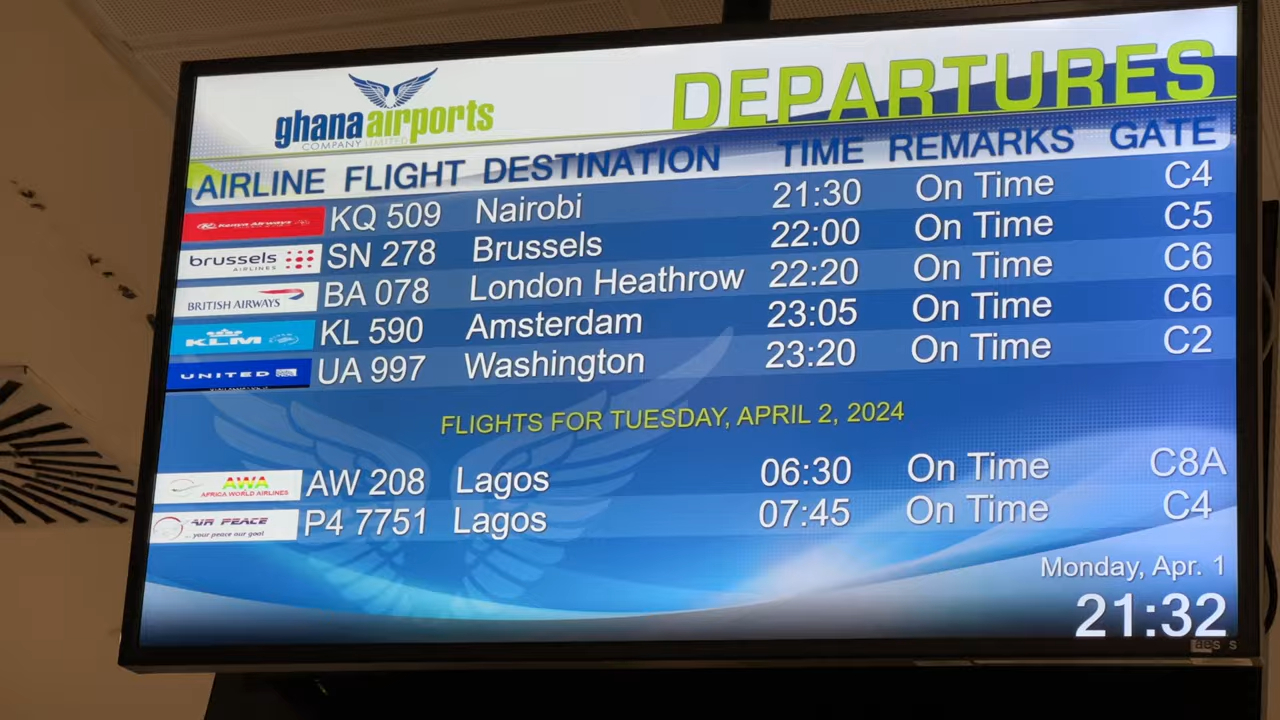 ghana airports
COMPANY LIMITED
DEPARTURES
AIRLINE FLIGHT DESTINATION TIME REMARKS GATE
Kenya Airways KQ 509 Nairobi 21:30 On Time C4
brussels AIRLINES SN 278 Brussels 22:00 On Time C5
BRITISH AIRWAYS BA 078 London Heathrow 22:20 On Time C6
KLM KL 590 Amsterdam 23:05 On Time C6
UNITED UA 997 Washington 23:20 On Time C2
FLIGHTS FOR TUESDAY, APRIL 2, 2024
AWA AFRICA WORLD AIRLINES AW 208 Lagos 06:30 On Time C8A
AIR PEACE ...your peace our goal P4 7751 Lagos 07:45 On Time C4
Monday, Apr. 1
21:32